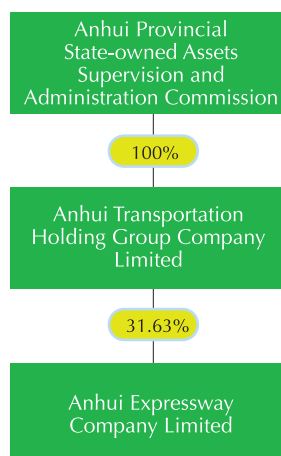 Anhui Provincial
State-owned Assets
Supervision and
Administration Commission
100%
Anhui Transportation
Holding Group Company
Limited
31.63%
Anhui Expressway
Company Limited